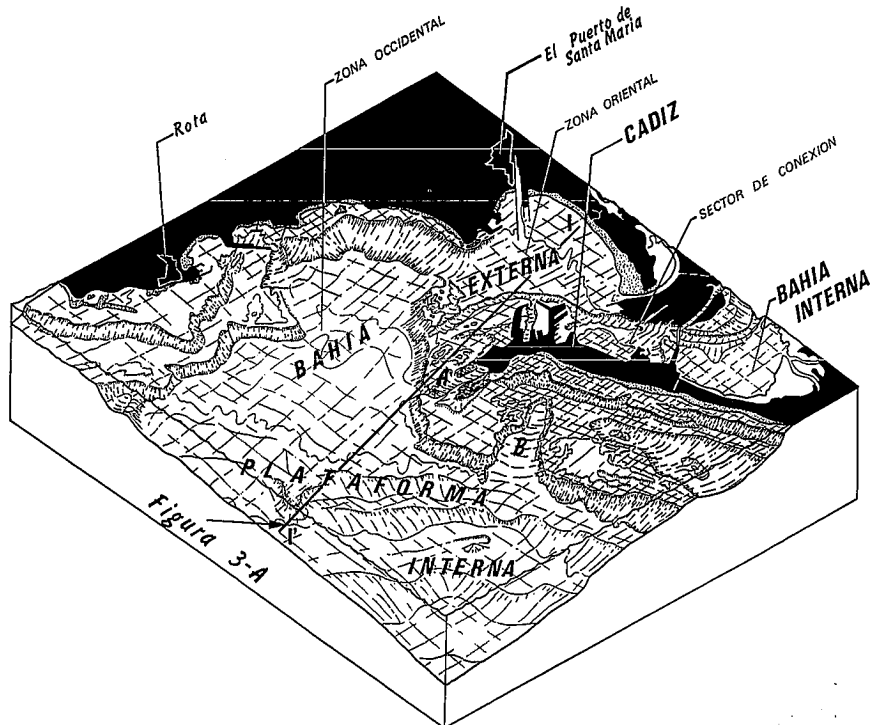 El Puerto de
Santa Maria
ZONA OCCIDENTAL
Rota
ZONA ORIENTAL
CADIZ
SECTOR DE CONEXION
I
EXTERNA
BAHIA
INTERNA
BAHIA
A
B
PLATAFORMA
I'
INTERNA
Figura 3-A